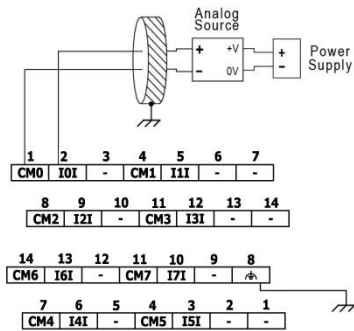 Analog
Source
+ +V + Power
- 0V - Supply
1 2 3 4 5 6 7
CM0 I0I - CM1 I1I - -
8 9 10 11 12 13 14
CM2 I2I - CM3 I3I - -
14 13 12 11 10 9 8
CM6 I6I - CM7 I7I -
7 6 5 4 3 2 1
CM4 I4I - CM5 I5I - -